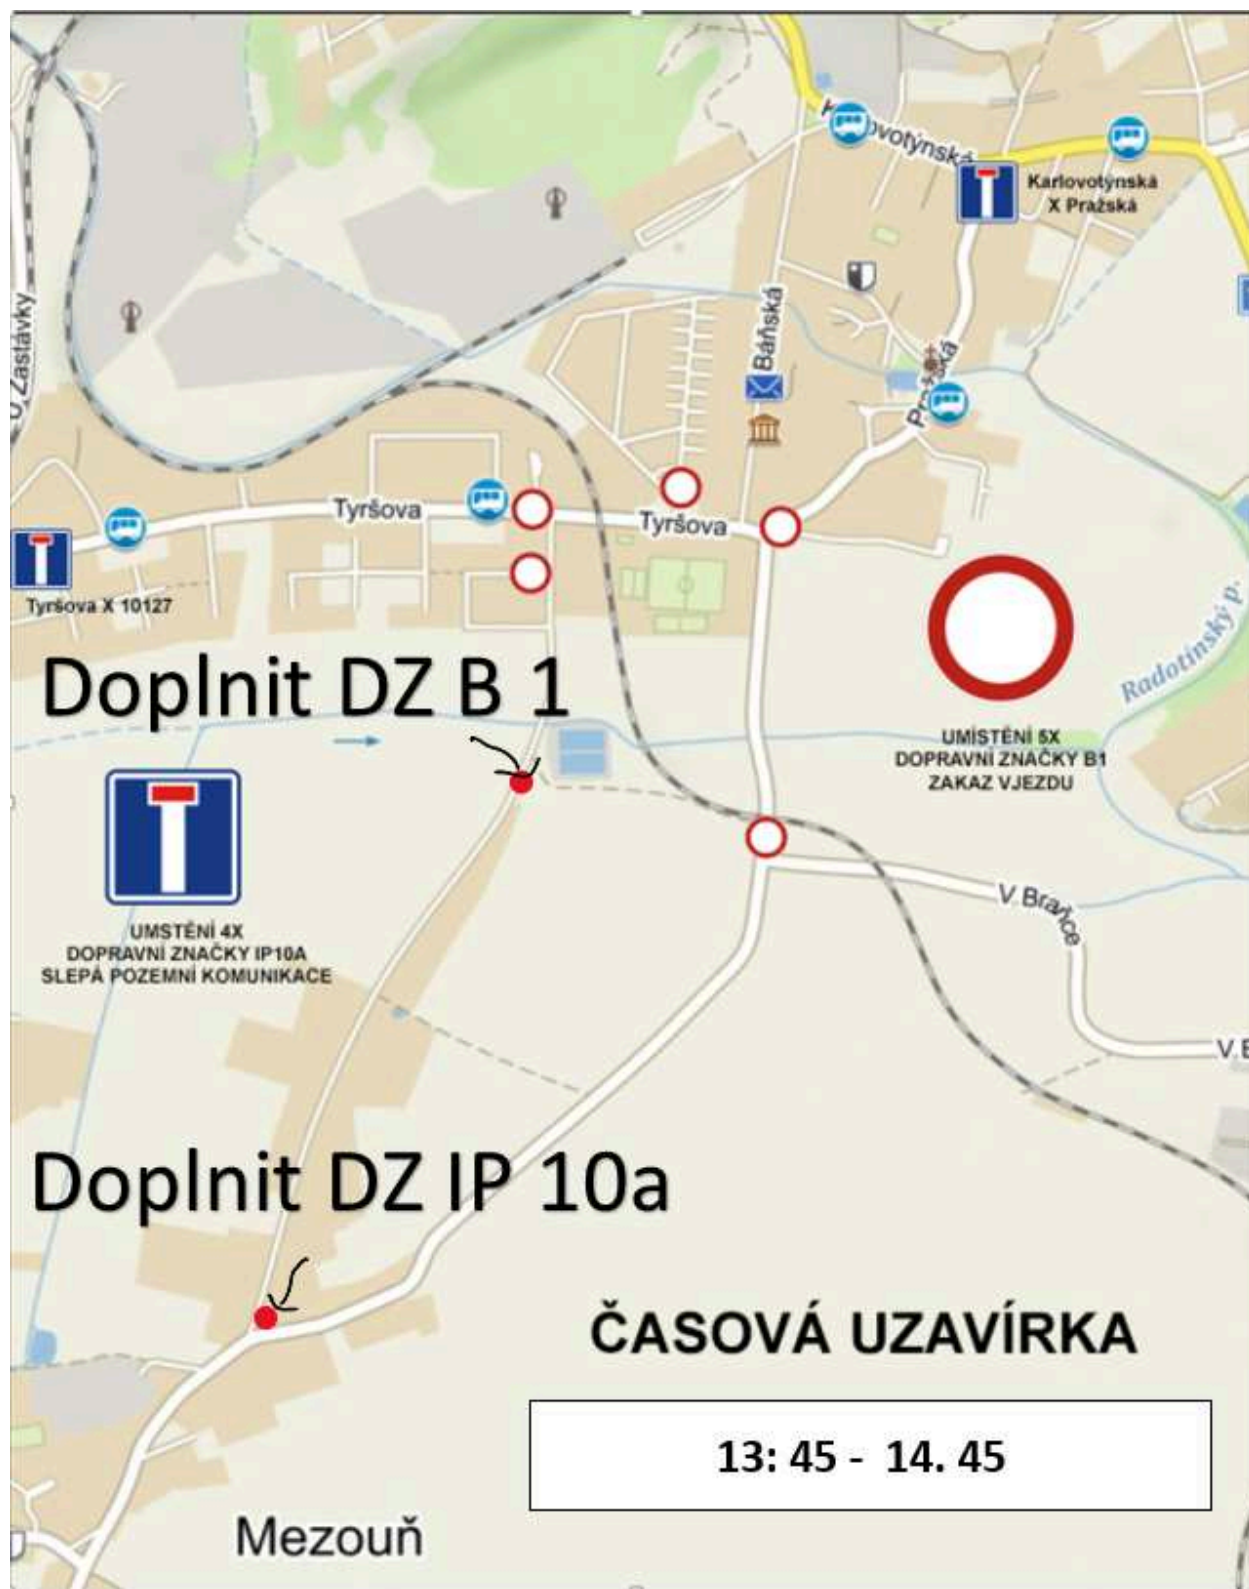 Karlovotýnská
Karlovotýnská
X Pražská
U Zastávky
Báňská
Pražská
Tyršova
Tyršova
Tyršova X 10127
Radotínský p.
Doplnit DZ B 1
UMÍSTĚNÍ 5X
DOPRAVNÍ ZNAČKY B1
ZAKAZ VJEZDU
V Braňce
UMSTĚNÍ 4X
DOPRAVNÍ ZNAČKY IP10A
SLEPÁ POZEMNÍ KOMUNIKACE
Doplnit DZ IP 10a
ČASOVÁ UZAVÍRKA
13: 45 - 14. 45
Mezouň